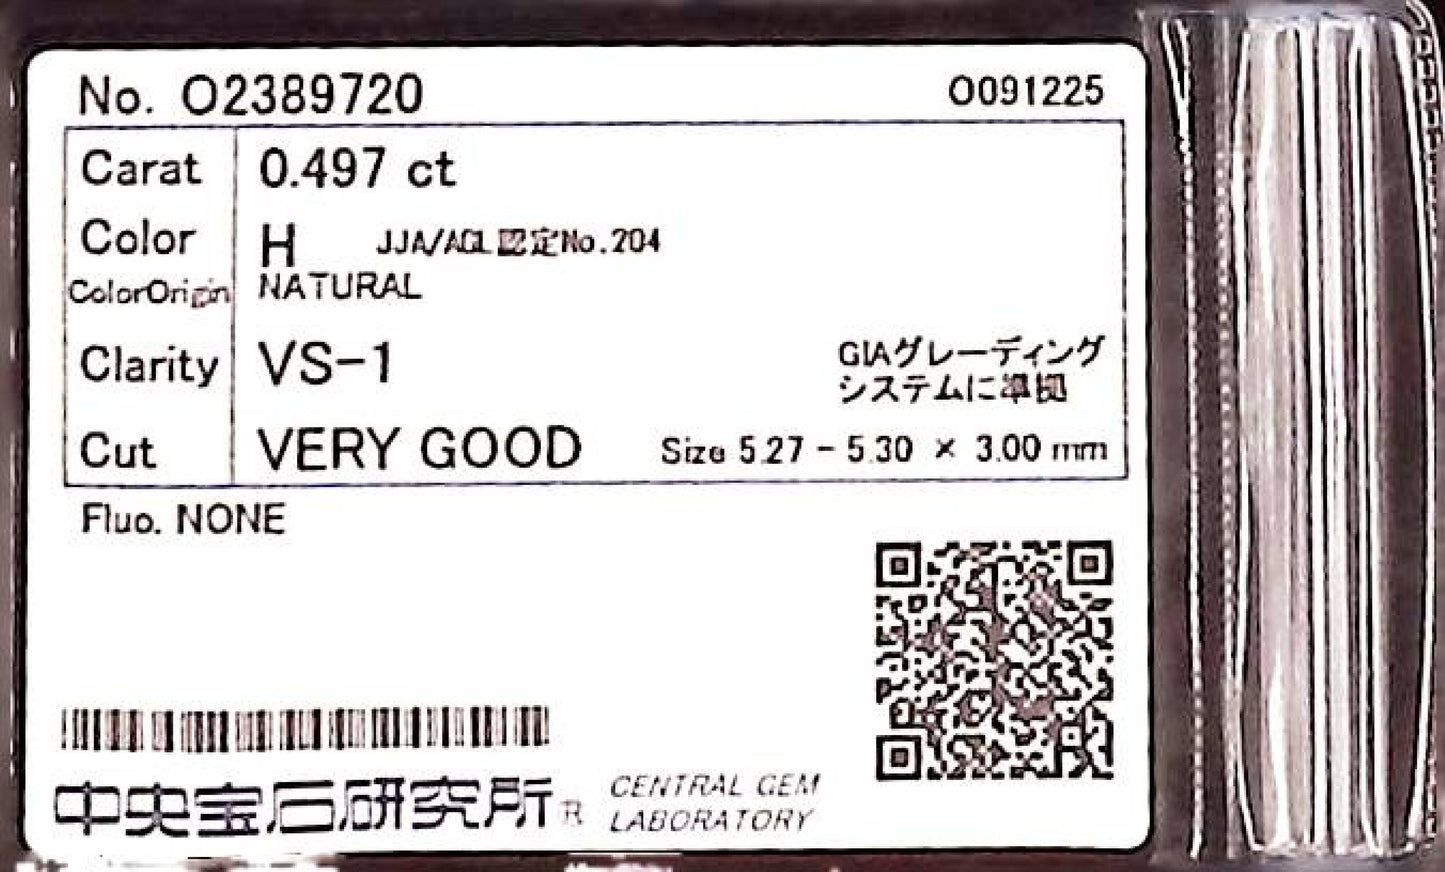 No. O2389720 O091225
Carat 0.497 ct
Color H JJA/AGL認定No.204
ColorOrigin NATURAL
Clarity VS-1 GIAグレーディング
システムに準拠
Cut VERY GOOD Size 5.27 - 5.30 × 3.00 mm
Fluo. NONE
中央宝石研究所® CENTRAL GEM
LABORATORY